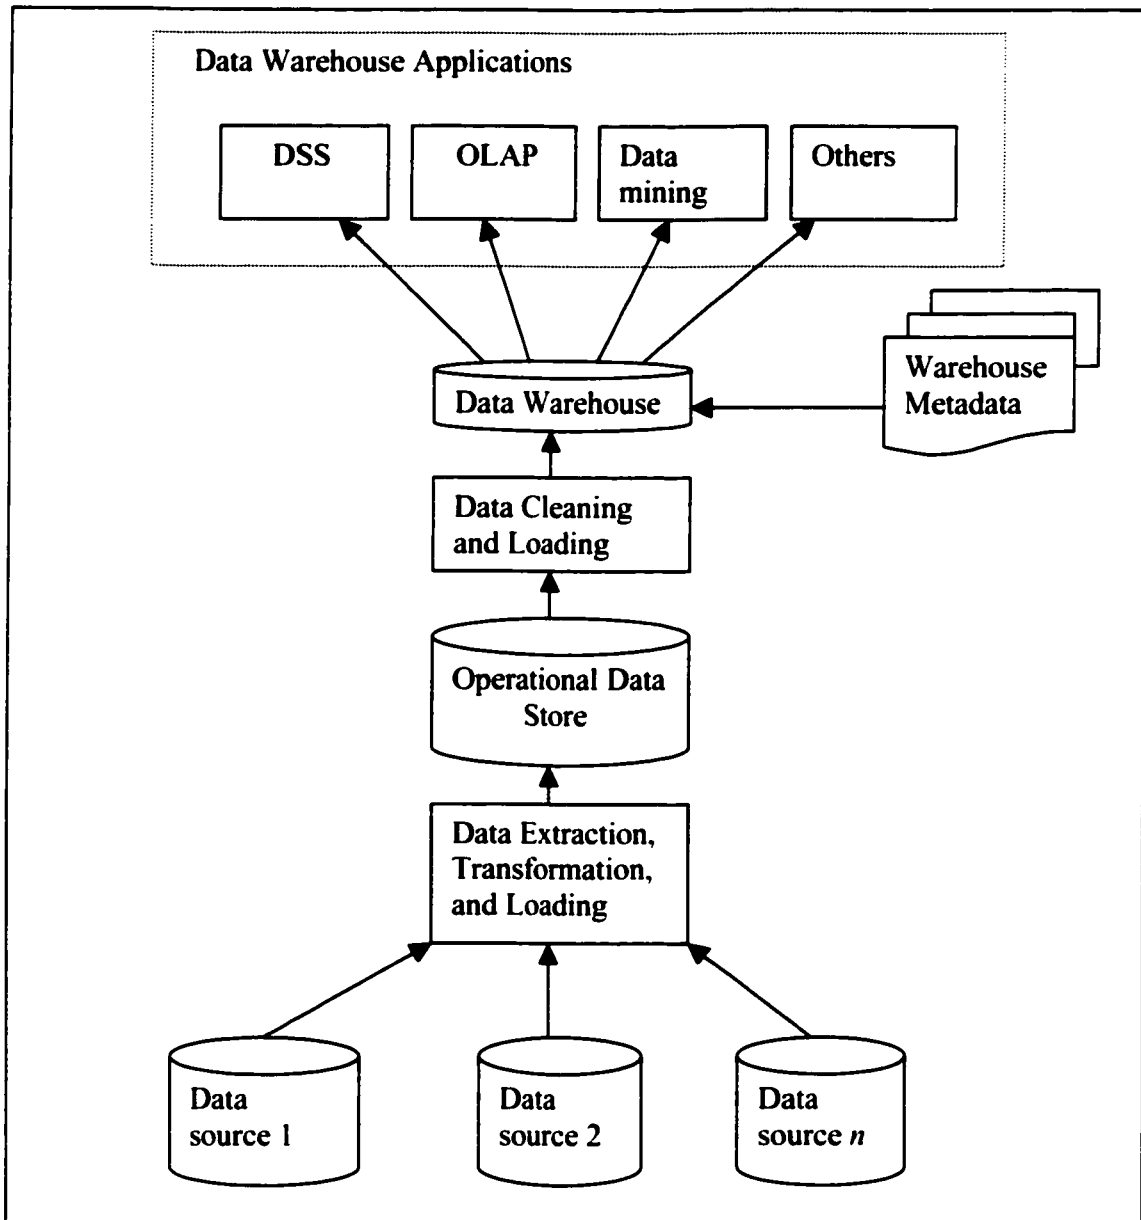 Data Warehouse Applications
DSS
OLAP
Data
mining
Others
Warehouse
Metadata
Data Warehouse
Data Cleaning
and Loading
Operational Data
Store
Data Extraction,
Transformation,
and Loading
Data
source 1
Data
source 2
Data
source n